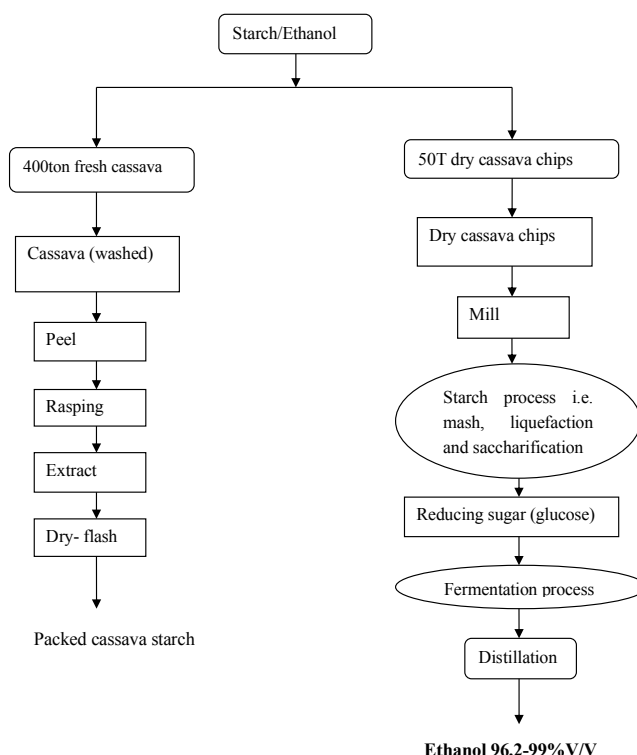 Starch/Ethanol
400ton fresh cassava
Cassava (washed)
Peel
Rasping
Extract
Dry- flash
Packed cassava starch
50T dry cassava chips
Dry cassava chips
Mill
Starch process i.e.
mash, liquefaction
and saccharification
Reducing sugar (glucose)
Fermentation process
Distillation
Ethanol 96.2-99%V/V